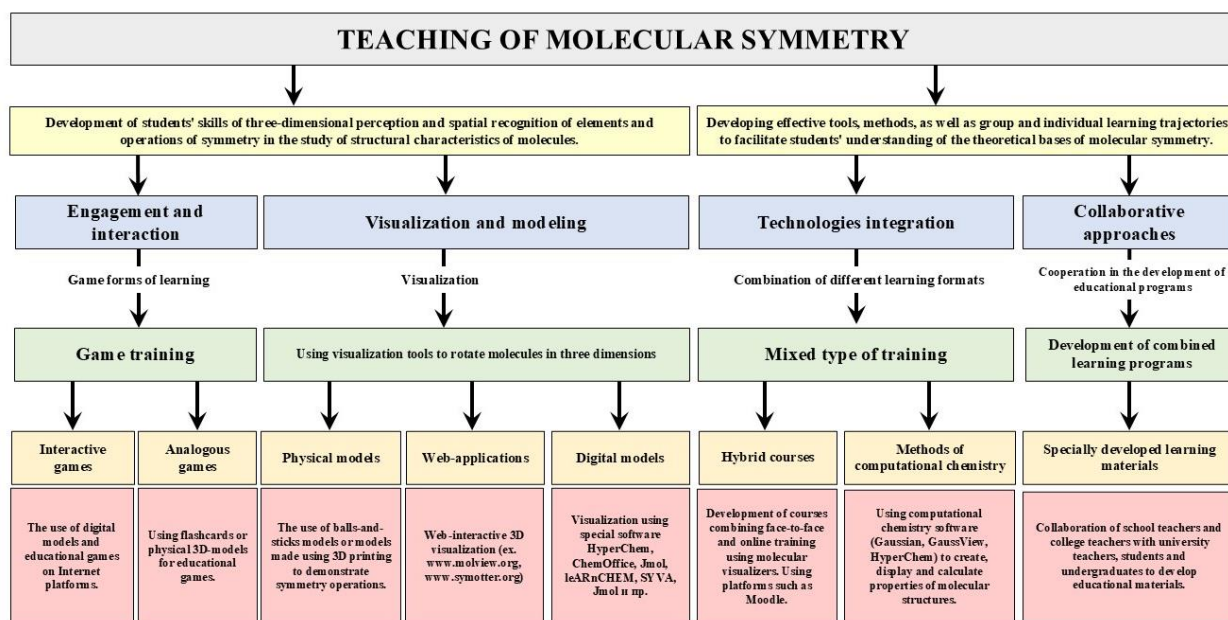 TEACHING OF MOLECULAR SYMMETRY
Development of students' skills of three-dimensional perception and spatial recognition of elements and
operations of symmetry in the study of structural characteristics of molecules.
Developing effective tools, methods, as well as group and individual learning trajectories
to facilitate students' understanding of the theoretical bases of molecular symmetry.
Engagement and
interaction
Visualization and modeling
Technologies integration
Collaborative
approaches
Game forms of learning
Visualization
Combination of different learning formats
Cooperation in the development of
educational programs
Game training
Using visualization tools to rotate molecules in three dimensions
Mixed type of training
Development of combined
learning programs
Interactive
games
Analogous
games
Physical models
Web-applications
Digital models
Hybrid courses
Methods of
computational chemistry
Specially developed learning
materials
The use of digital
models and
educational games
on Internet
platforms.
Using flashcards or
physical 3D-models
for educational
games.
The use of balls-and-
sticks models or models
made using 3D printing
to demonstrate
symmetry operations.
Web-interactive 3D
visualization (ex.
www.molview.org,
www.symotter.org)
Visualization using
special software
HyperChem,
ChemOffice, Jmol,
leARnCHEM, SYVA,
Jmol и пр.
Development of courses
combining face-to-face
and online training
using molecular
visualizers. Using
platforms such as
Moodle.
Using computational
chemistry software
(Gaussian, GaussView,
HyperChem) to create,
display and calculate
properties of molecular
structures.
Collaboration of school teachers and
college teachers with university
teachers, students and
undergraduates to develop
educational materials.